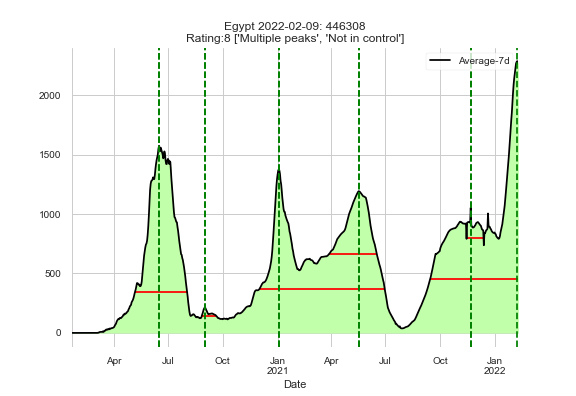 Egypt 2022-02-09: 446308
Rating:8 ['Multiple peaks', 'Not in control']
Average-7d
2000
1500
1000
500
0
Apr Jul Oct Jan Apr Jul Oct Jan
2021 2022
Date